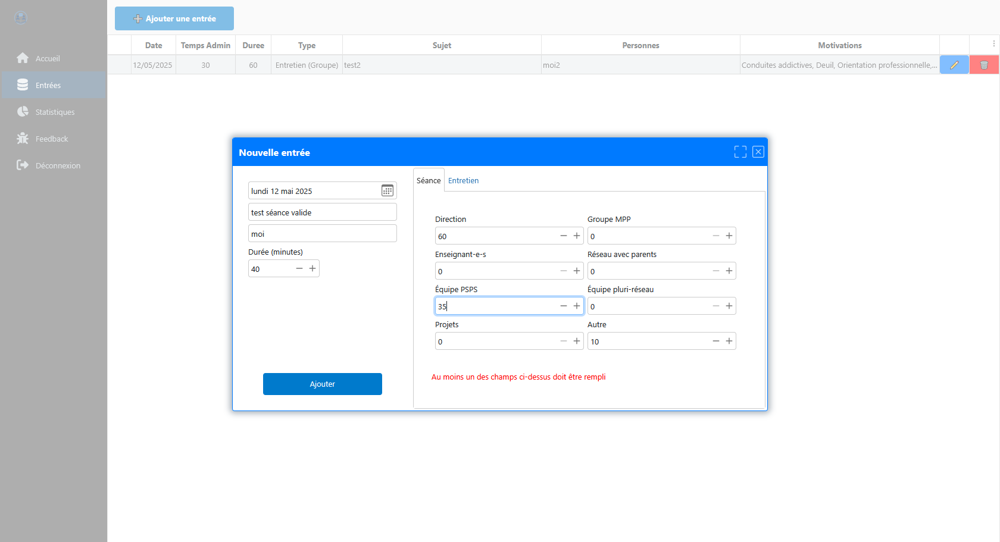 Ajouter une entrée
Accueil
Entrées
Statistiques
Feedback
Déconnexion
Date Temps Admin Duree Type Sujet Personnes Motivations
12/05/2025 30 60 Entretien (Groupe) test2 moi2 Conduites addictives, Deuil, Orientation professionnelle,...
Nouvelle entrée
lundi 12 mai 2025
test séance valide
moi
Durée (minutes)
40
Ajouter
Séance Entretien
Direction Groupe MPP
60 0
Enseignant-e-s Réseau avec parents
0 0
Équipe PSPS Équipe pluri-réseau
35 0
Projets Autre
0 10
Au moins un des champs ci-dessus doit être rempli